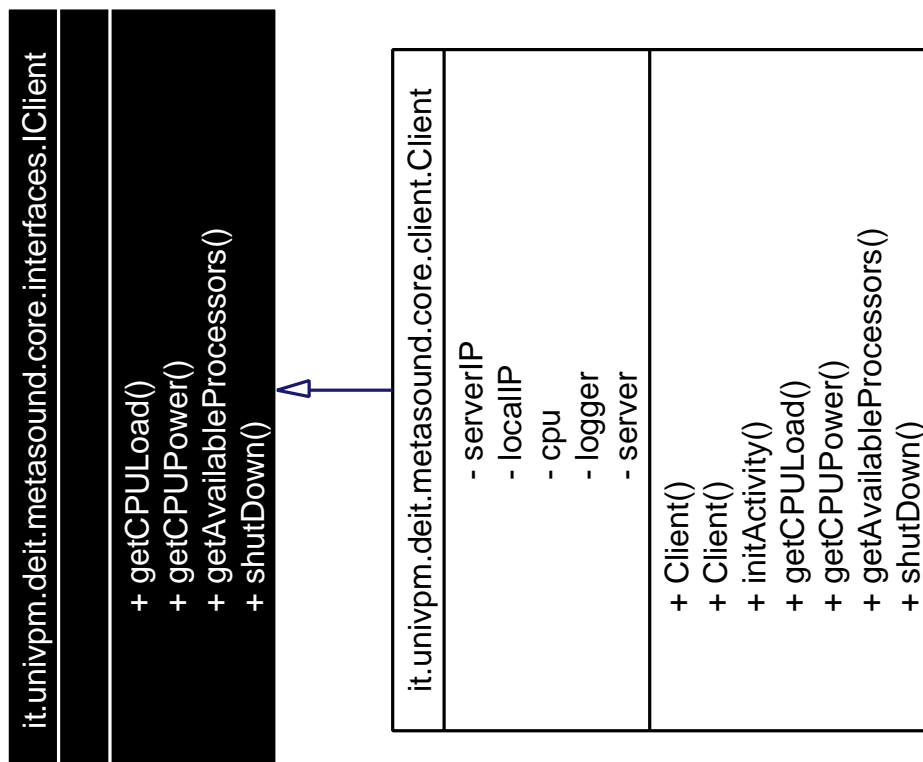 it.univpm.deit.metasound.core.interfaces.IClient
+ getCPULoad()
+ getCPUPower()
+ getAvailableProcessors()
+ shutDown()
it.univpm.deit.metasound.core.client.Client
- serverIP
- localIP
- cpu
- logger
- server
+ Client()
+ Client()
+ initActivity()
+ getCPULoad()
+ getCPUPower()
+ getAvailableProcessors()
+ shutDown()